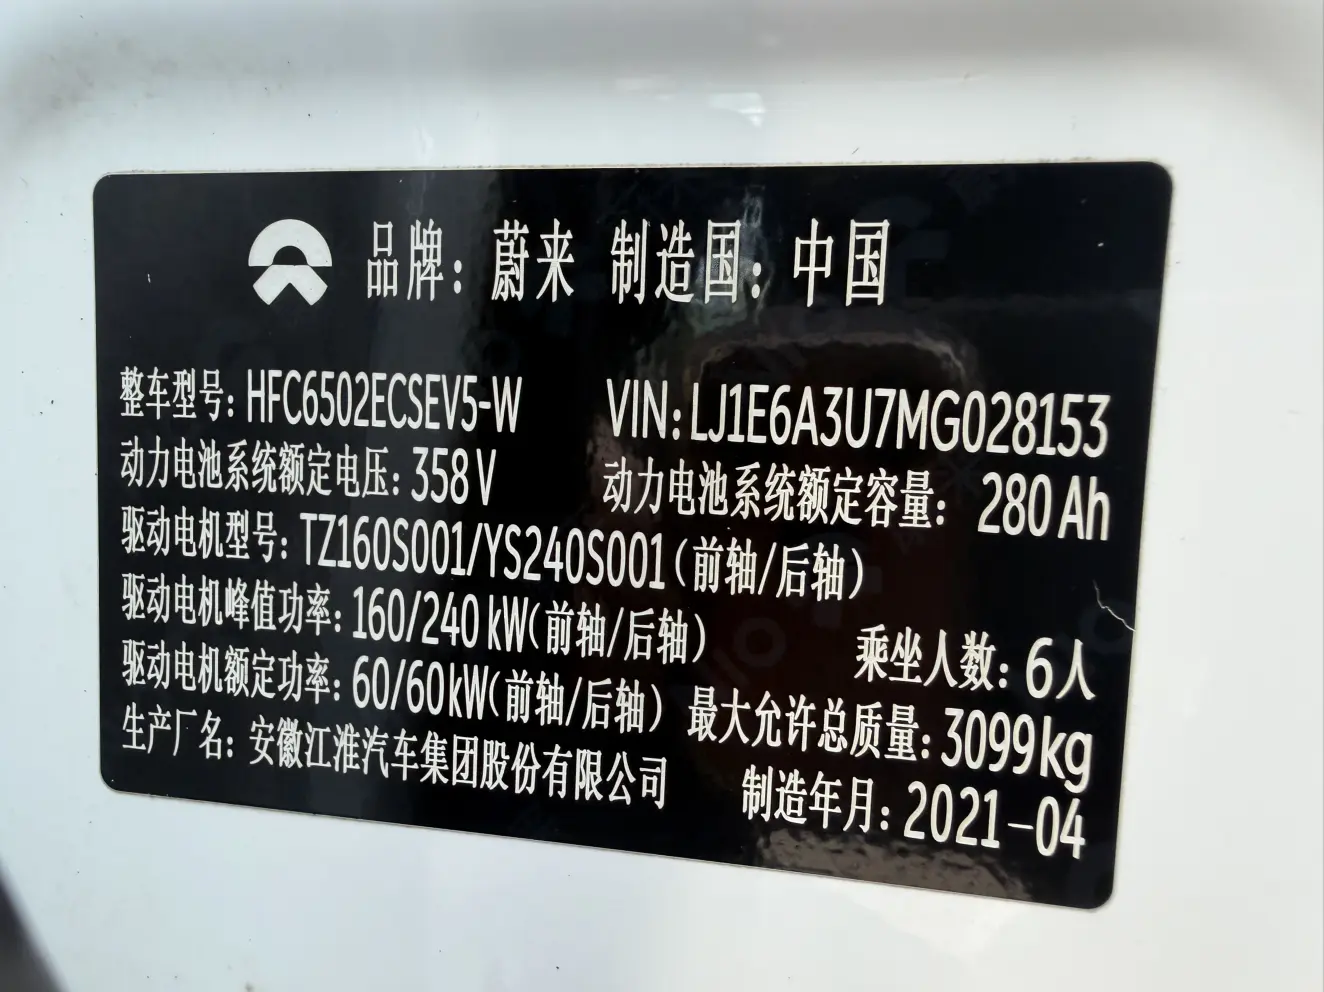 品牌：蔚来 制造国：中国
整车型号：HFC6502ECSEV5-W VIN：LJ1E6A3U7MG028153
动力电池系统额定电压：358V 动力电池系统额定容量：280Ah
驱动电机型号：TZ160S001/YS240S001(前轴/后轴)
驱动电机峰值功率：160/240kW(前轴/后轴) 乘坐人数：6人
驱动电机额定功率：60/60kW(前轴/后轴) 最大允许总质量：3099kg
生产厂名：安徽江淮汽车集团股份有限公司 制造年月：2021-04